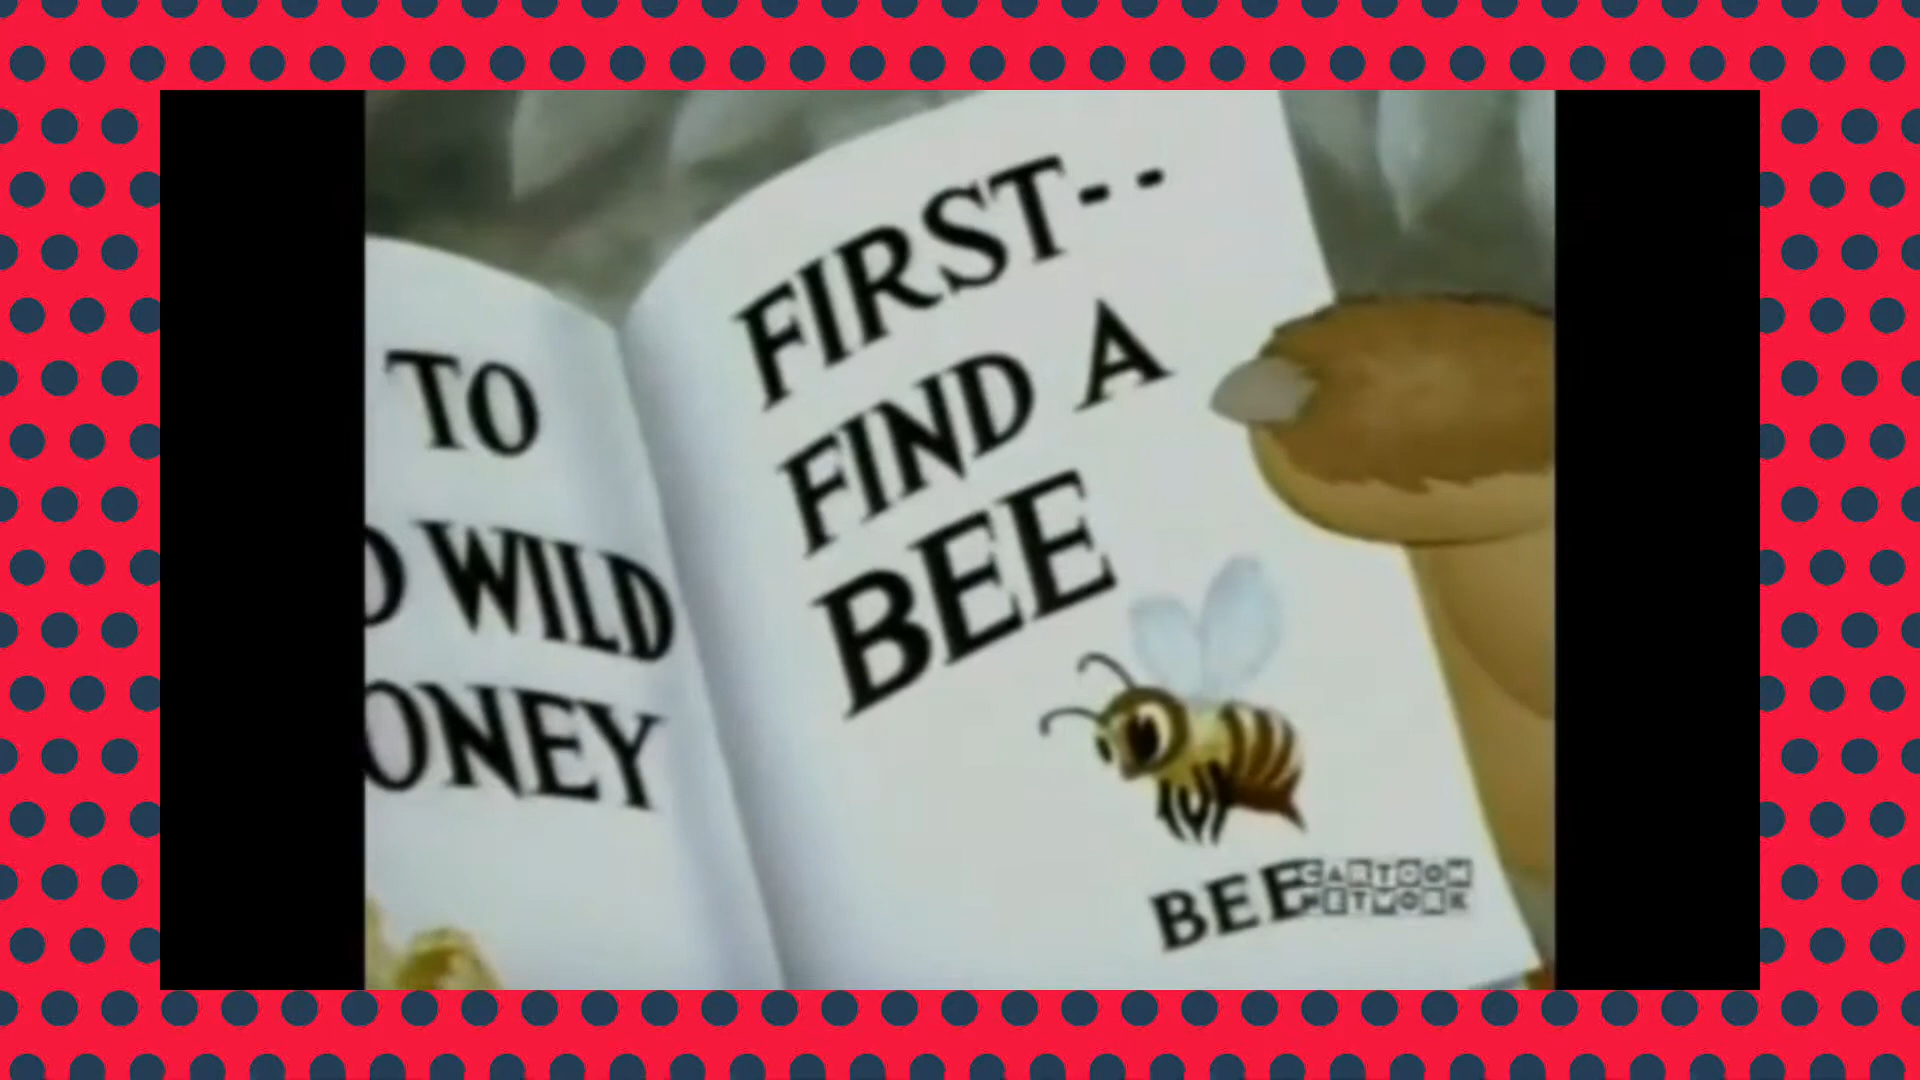 TO
WILD
ONEY
FIRST--
FIND A
BEE
BEE
CARTOON
NETWORK